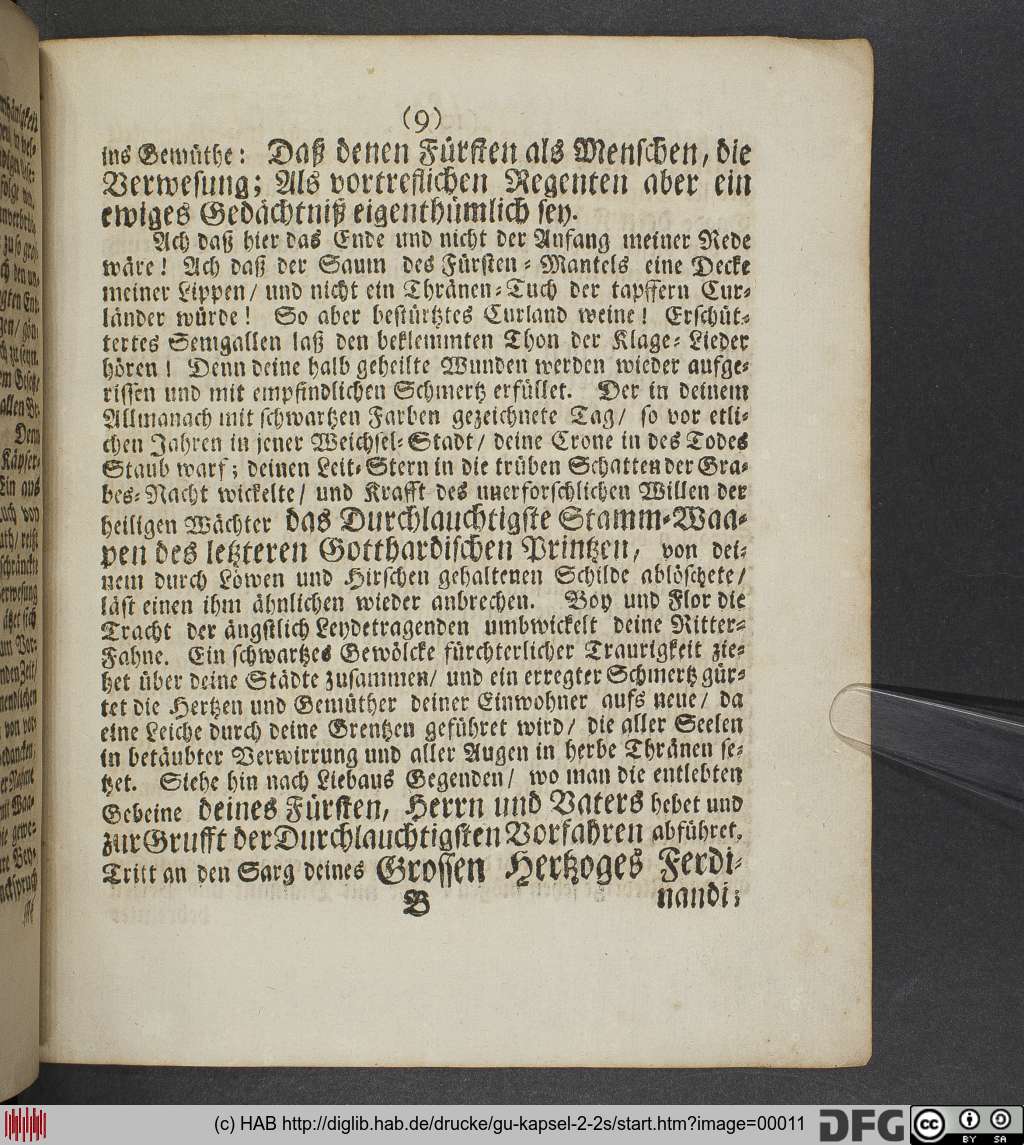 (9)
ins Gemüthe: Daß denen Fürsten als Menschen, die
Verwesung; Als vortreflichen Regenten aber ein
ewiges Gedächtniß eigenthümlich sey.
Ach daß hier das Ende und nicht der Anfang meiner Rede
wäre! Ach daß der Saum des Fürsten-Mantels eine Decke
meiner Lippen/ und nicht ein Thränen-Tuch der tapffern Cur-
länder würde! So aber bestürtztes Curland weine! Erschüt-
tertes Semgallen laß den beklemmten Thon der Klage-Lieder
hören! Denn deine halb geheilte Wunden werden wieder aufge-
rissen und mit empfindlichen Schmertz erfüllet. Der in deinem
Allmanach mit schwartzen Farben gezeichnete Tag/ so vor etli-
chen Jahren in jener Weichsel-Stadt/ deine Crone in des Todes
Staub warf; deinen Leit-Stern in die trüben Schatten der Gra-
bes-Nacht wickelte/ und Krafft des unerforschlichen Willen der
heiligen Wächter das Durchlauchtigste Stamm-Waa-
pen des letzteren Gotthardischen Printzen, von dei-
nem durch Löwen und Hirschen gehaltenen Schilde ablöschete/
läst einen ihm ähnlichen wieder anbrechen. Boy und Flor die
Tracht der ängstlich Leydetragenden umbwickelt deine Ritter-
Fahne. Ein schwartzes Gewölcke fürchterlicher Traurigkeit zie-
het über deine Städte zusammen/ und ein erregter Schmertz gür-
tet die Hertzen und Gemüther deiner Einwohner aufs neue/ da
eine Leiche durch deine Grentzen geführet wird/ die aller Seelen
in betäubter Verwirrung und aller Augen in herbe Thränen se-
tzet. Siehe hin nach Liebaus Gegenden/ wo man die entlebten
Gebeine deines Fürsten, Herrn und Vaters hebet und
zur Grufft der Durchlauchtigsten Vorfahren abführet.
Tritt an den Sarg deines Grossen Hertzoges Ferdi-
B nandi;
(c) HAB http://diglib.hab.de/drucke/gu-kapsel-2-2s/start.htm?image=00011
DFG
cc BY SA